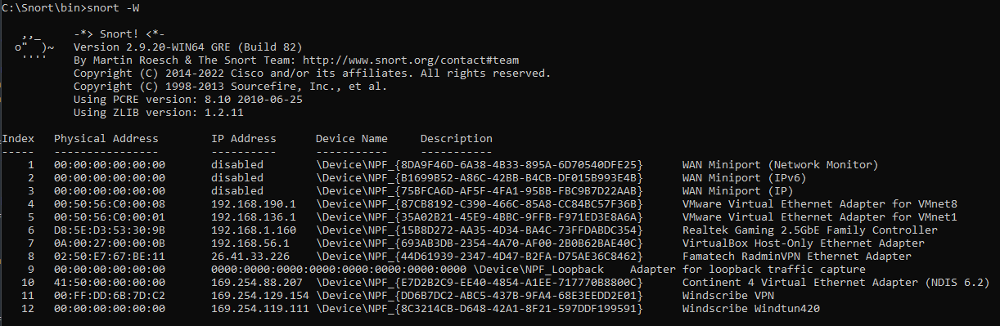 C:\Snort\bin>snort -W
,,_ -*> Snort! <*-
o" )~ Version 2.9.20-WIN64 GRE (Build 82)
'''' By Martin Roesch & The Snort Team: http://www.snort.org/contact#team
Copyright (C) 2014-2022 Cisco and/or its affiliates. All rights reserved.
Copyright (C) 1998-2013 Sourcefire, Inc., et al.
Using PCRE version: 8.10 2010-06-25
Using ZLIB version: 1.2.11
Index Physical Address IP Address Device Name Description
----- ---------------- ---------- ----------- -----------
1 00:00:00:00:00:00 disabled \Device\NPF_{8DA9F46D-6A38-4B33-895A-6D70540DFE25} WAN Miniport (Network Monitor)
2 00:00:00:00:00:00 disabled \Device\NPF_{B1699B52-A86C-42BB-B4CB-DF015B993E4B} WAN Miniport (IPv6)
3 00:00:00:00:00:00 disabled \Device\NPF_{75BFCA6D-AF5F-4FA1-95BB-FBC9B7D22AAB} WAN Miniport (IP)
4 00:50:56:C0:00:08 192.168.190.1 \Device\NPF_{87CB8192-C390-466C-85A8-CC84BC57F36B} VMware Virtual Ethernet Adapter for VMnet8
5 00:50:56:C0:00:01 192.168.136.1 \Device\NPF_{35A02B21-45E9-4BBC-9FFB-F971ED3E8A6A} VMware Virtual Ethernet Adapter for VMnet1
6 D8:5E:D3:53:30:9B 192.168.1.160 \Device\NPF_{15B8D272-AA35-4D34-BA4C-73FFDABDC354} Realtek Gaming 2.5GbE Family Controller
7 0A:00:27:00:00:0B 192.168.56.1 \Device\NPF_{693AB3DB-2354-4A70-AF00-2B0B62BAE40C} VirtualBox Host-Only Ethernet Adapter
8 02:50:E7:67:BE:11 26.41.33.226 \Device\NPF_{44D61939-2347-4D47-B2FA-D75AE36C8462} Famatech RadminVPN Ethernet Adapter
9 00:00:00:00:00:00 0000:0000:0000:0000:0000:0000:0000:0000 \Device\NPF_Loopback Adapter for loopback traffic capture
10 41:50:00:00:00:00 169.254.88.207 \Device\NPF_{E7D2B2C9-EE40-4854-A1EE-717770B8800C} Continent 4 Virtual Ethernet Adapter (NDIS 6.2)
11 00:FF:DD:6B:7D:C2 169.254.129.154 \Device\NPF_{DD6B7DC2-ABC5-437B-9FA4-68E3EEDD2E01} Windscribe VPN
12 00:00:00:00:00:00 169.254.119.111 \Device\NPF_{8C3214CB-D648-42A1-8F21-597DDF199591} Windscribe Windtun420